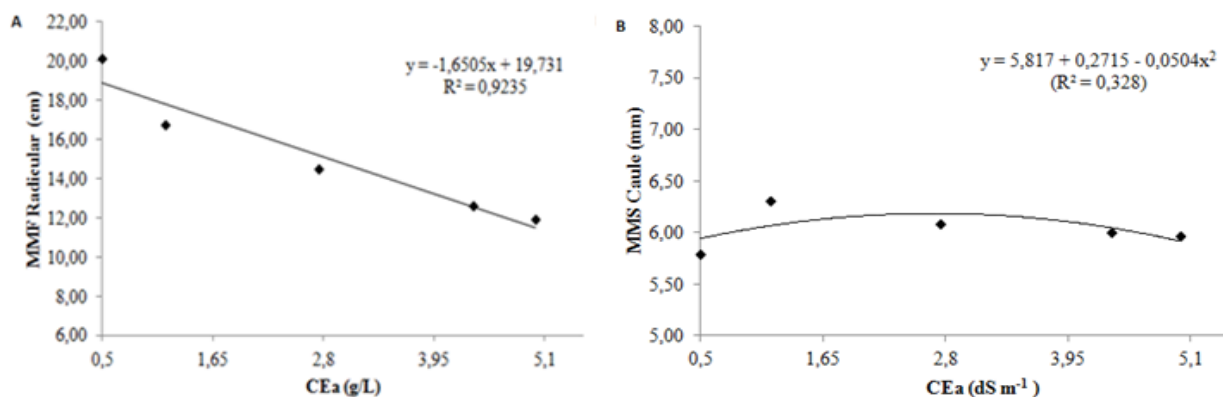 A
22,00
20,00
18,00
16,00
14,00
12,00
10,00
8,00
6,00
MMF Radicular (cm)
y = -1,6505x + 19,731
R² = 0,9235
0,5 1,65 2,8 3,95 5,1
CEa (g/L)
B
8,00
7,50
7,00
6,50
6,00
5,50
5,00
MMS Caule (mm)
y = 5,817 + 0,2715 - 0,0504x²
(R² = 0,328)
0,5 1,65 2,8 3,95 5,1
CEa (dS m⁻¹ )